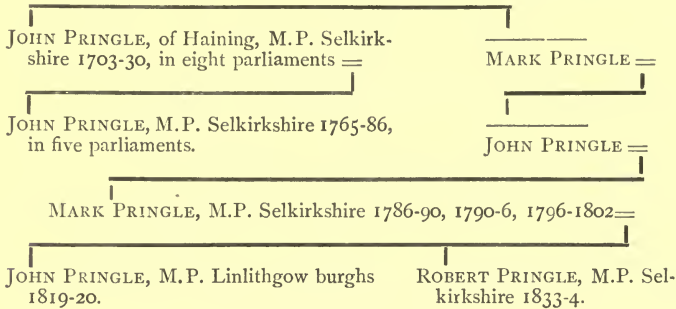 JOHN PRINGLE, of Haining, M.P. Selkirk-
shire 1703-30, in eight parliaments =
MARK PRINGLE =
JOHN PRINGLE, M.P. Selkirkshire 1765-86,
in five parliaments.
JOHN PRINGLE =
MARK PRINGLE, M.P. Selkirkshire 1786-90, 1790-6, 1796-1802=
JOHN PRINGLE, M.P. Linlithgow burghs
1819-20.
ROBERT PRINGLE, M.P. Sel-
kirkshire 1833-4.